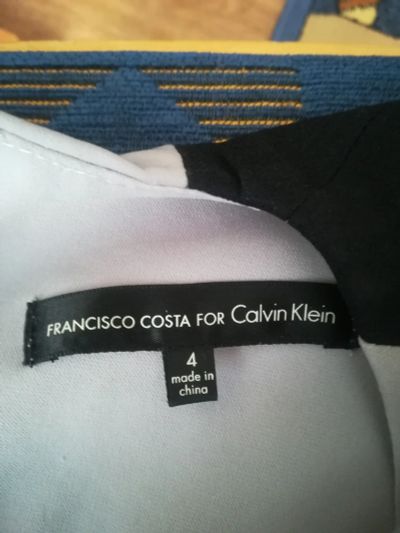 FRANCISCO COSTA FOR Calvin Klein
4
made in
china